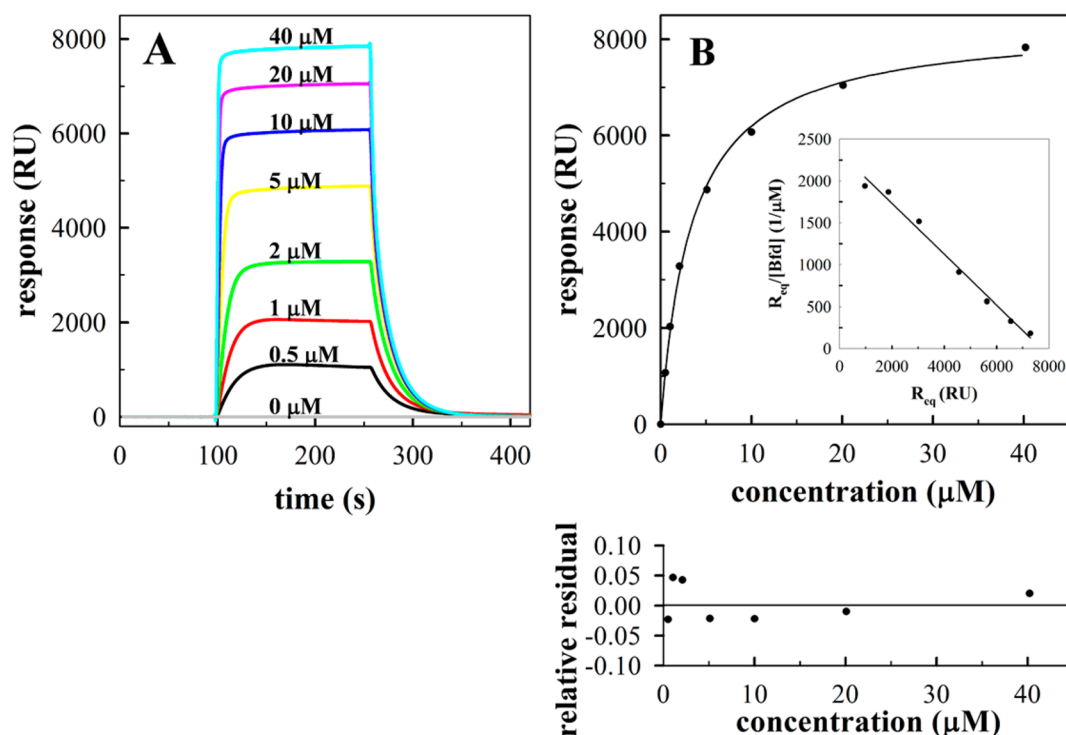 A
8000
6000
4000
2000
0
response (RU)
40 μM
20 μM
10 μM
5 μM
2 μM
1 μM
0.5 μM
0 μM
0 100 200 300 400
time (s)
B
8000
6000
4000
2000
0
response (RU)
0 10 20 30 40
concentration (μM)
2500
2000
1500
1000
500
0
R_eq/[Bfd] (1/μM)
0 2000 4000 6000 8000
R_eq (RU)
0.10
0.05
0.00
-0.05
-0.10
relative residual
0 10 20 30 40
concentration (μM)